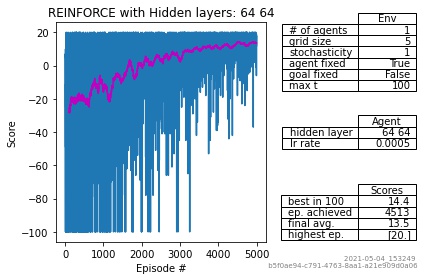 REINFORCE with Hidden layers: 64 64
Score
20
0
−20
−40
−60
−80
−100
0 1000 2000 3000 4000 5000
Episode #
Env
# of agents 1
grid size 5
stochasticity 1
agent fixed True
goal fixed False
max t 100
Agent
hidden layer 64 64
lr rate 0.0005
Scores
best in 100 14.4
ep. achieved 4513
final avg. 13.5
highest ep. [20.]
2021-05-04_153249
b5f0ae94-c791-4763-8aa1-a21e909d0a06